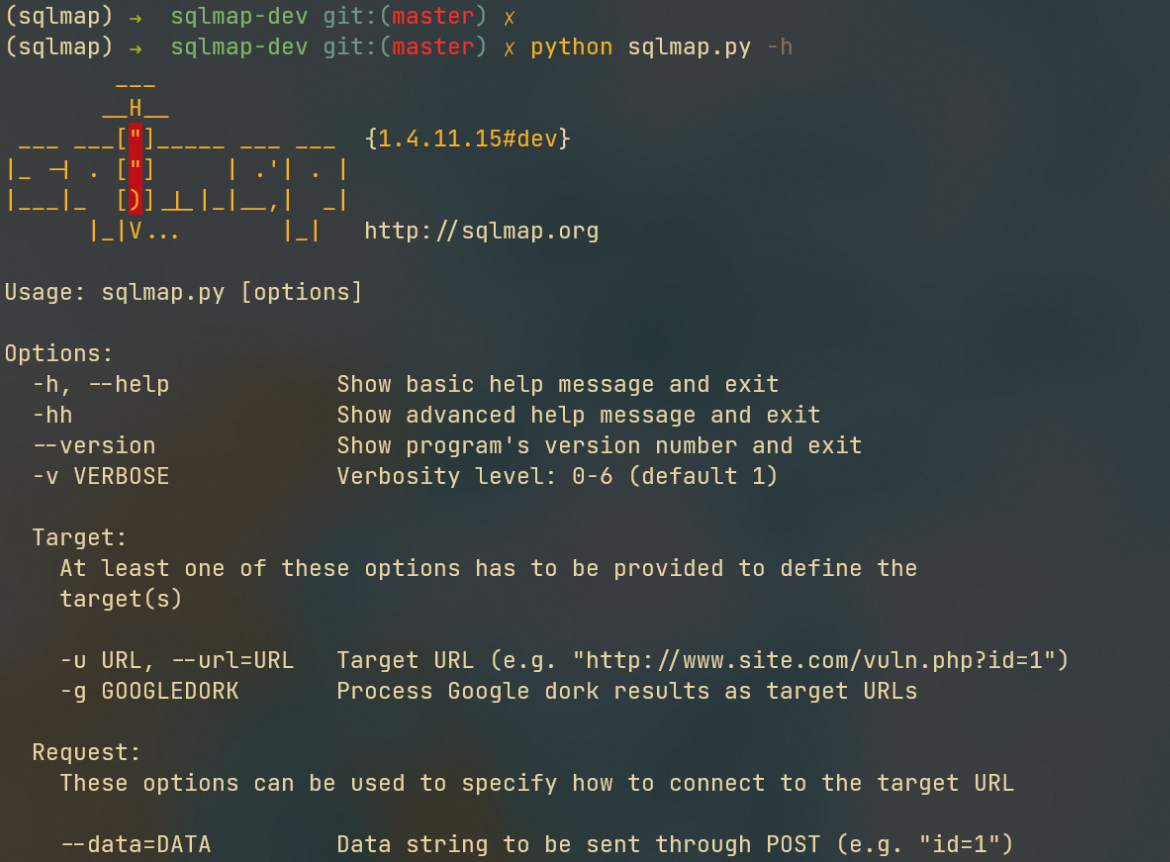 (sqlmap) → sqlmap-dev git:(master) ✗
(sqlmap) → sqlmap-dev git:(master) ✗ python sqlmap.py -h
        ___
       __H__
 ___ ___["]_____ ___ ___  {1.4.11.15#dev}
|_ -| . ["]     | .'| . |
|___|_  [)]_|_|_|__,|  _|
      |_|V...       |_|   http://sqlmap.org
Usage: sqlmap.py [options]
Options:
  -h, --help            Show basic help message and exit
  -hh                   Show advanced help message and exit
  --version             Show program's version number and exit
  -v VERBOSE            Verbosity level: 0-6 (default 1)
  Target:
    At least one of these options has to be provided to define the
    target(s)
    -u URL, --url=URL   Target URL (e.g. "http://www.site.com/vuln.php?id=1")
    -g GOOGLEDORK       Process Google dork results as target URLs
  Request:
    These options can be used to specify how to connect to the target URL
    --data=DATA         Data string to be sent through POST (e.g. "id=1")